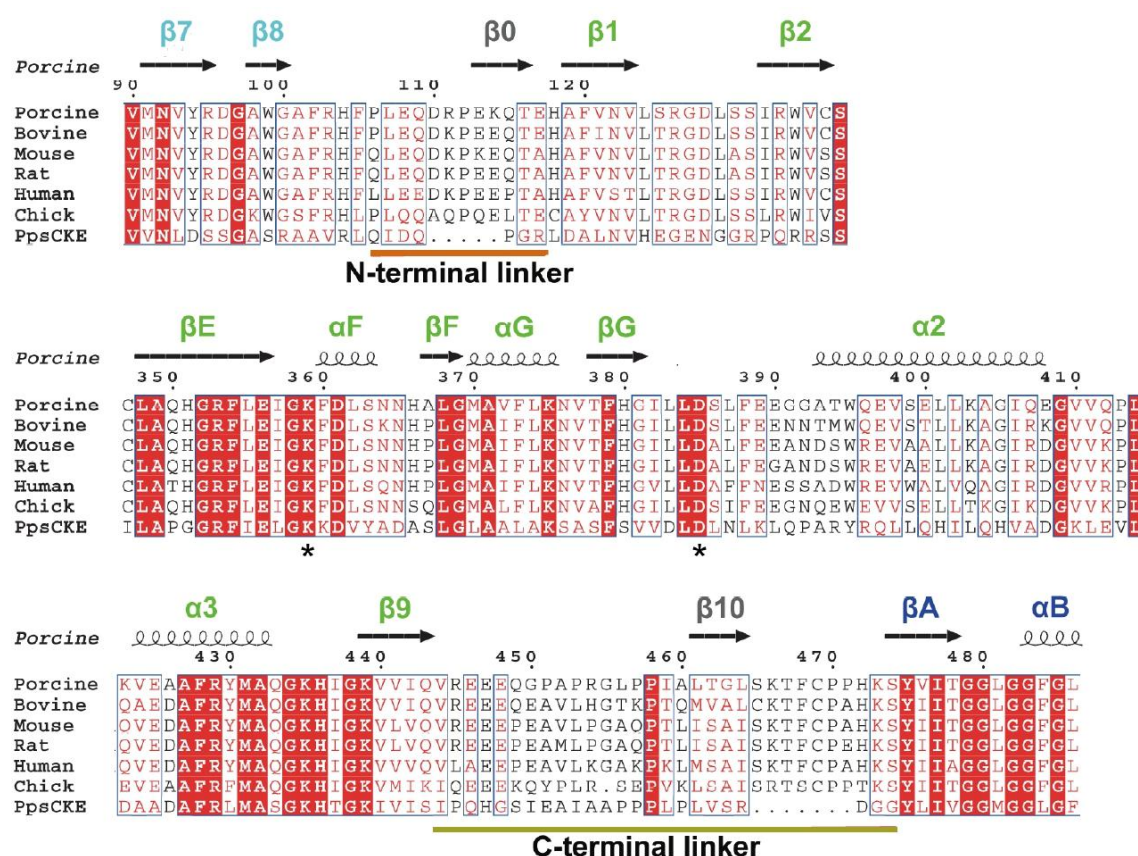 β7 β8 β0 β1 β2
Porcine
90 100 110 120
Porcine VMNVYRDGAWGAFRHFPLEQDRPEKQTEHAFVNVLSRGDLSSIRWVCS
Bovine VMNVYRDGAWGAFRHFPLEQDKPEEQTEHAFINVLTRGDLSSIRWVCS
Mouse VMNVYRDGAWGAFRHFQLEQDKPKEQTAHAFVNVLTRGDLASIRWVSS
Rat VMNVYRDGAWGAFRHFQLEQDKPEEQTAHAFVNVLTRGDLASIRWVSS
Human VMNVYRDGAWGAFRHFLLEEDKPEEPTAHAFVSTLTRGDLSSIRWVCS
Chick VMNVYRDGKWGSFRHLPLQQAQPQELTECAYVNVLTRGDLSSLRWIVS
PpsCKE VVNLDSSGASRAAVRLQIDQ.....PGRLDALNVHEGENGGRPQRRSS
N-terminal linker
βE αF βF αG βG α2
Porcine
350 360 370 380 390 400 410
Porcine CLAQHGRFLEIGKFDLSNNHALGMAVFLKNVTFHGILLDSLFEEGGATWQEVSELLKAGIQEGVVQPL
Bovine CLAQHGRFLEIGKFDLSKNHPLGMAIFLKNVTFHGILLDSLFEENNTMWQEVSTLLKAGIRKGVVQPL
Mouse CLAQHGRFLEIGKFDLSNNHPLGMAIFLKNVTFHGILLDALFEEANDSWREVAALLKAGIRDGVVKPL
Rat CLAQHGRFLEIGKFDLSNNHPLGMAIFLKNVTFHGILLDALFEGANDSWREVAELLKAGIRDGVVKPL
Human CLATHGRFLEIGKFDLSQNHPLGMAIFLKNVTFHGVLLDAFFNESSADWREVWALVQAGIRDGVVRPL
Chick CLAQHGRFLEIGKFDLSNNSQLGMALFLKNVAFHGILLDSIFEEGNQEWEVVSELLTKGIKDGVVKPL
PpsCKE ILAPGGRFIELGKKDVYADASLGLAALAKSASFSVVDLDLNLKLQPARYRQLLQHILQHVADGKLEVL
* *
α3 β9 β10 βA αB
Porcine
430 440 450 460 470 480
Porcine KVEAAFRYMAQGKHIGKVVIQVREEEQGPAPRGLPPIALTGLSKTFCPPHKSYVITGGLGGFGL
Bovine QAEDAFRYMAQGKHIGKVVIQVREEEQEAVLHGTKPTQMVALCKTFCPAHKSYIITGGLGGFGL
Mouse QVEDAFRYMAQGKHIGKVLVQVREEEPEAVLPGAQPTLISAISKTFCPAHKSYIITGGLGGFGL
Rat QVEDAFRYMAQGKHIGKVLVQVREEEPEAMLPGAQPTLISAISKTFCPEHKSYIITGGLGGFGL
Human QVEDAFRYMAQGKHIGKVVVQVLAEEPEAVLKGAKPKLMSAISKTFCPAHKSYIIAGGLGGFGL
Chick EVIKAFRYMAQGKHIGKVMIKIREEEKQYPLR.SEPVKLSAISRTSCPPTKSYIITGGLGGFGL
PpsCKE DAADAFRLMASGKHTGKIVISIPQHGSIEAIAAPPPLPLVSR.......DGGYLIVGGMGGLGF
C-terminal linker